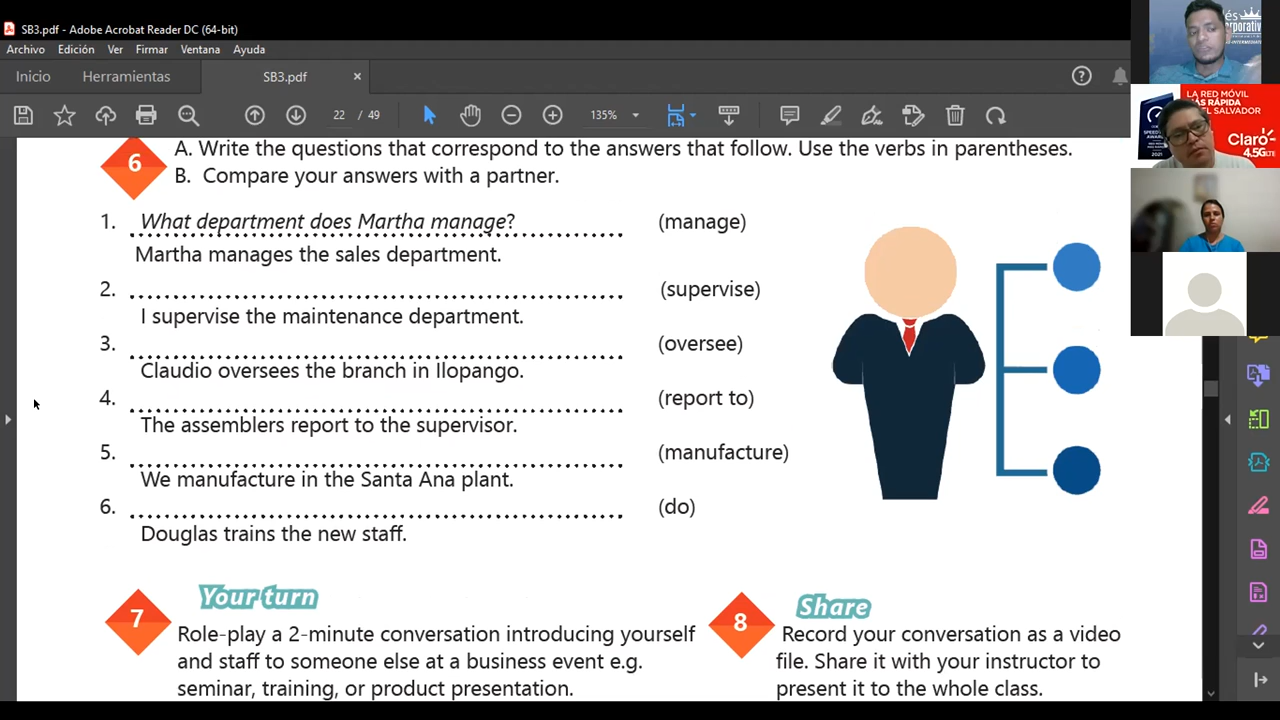 SB3.pdf - Adobe Acrobat Reader DC (64-bit)
Archivo Edición Ver Firmar Ventana Ayuda
Inicio Herramientas SB3.pdf ×
22 / 49 135%
6 A. Write the questions that correspond to the answers that follow. Use the verbs in parentheses.
B. Compare your answers with a partner.
1. What department does Martha manage? (manage)
Martha manages the sales department.
2. (supervise)
I supervise the maintenance department.
3. (oversee)
Claudio oversees the branch in Ilopango.
4. (report to)
The assemblers report to the supervisor.
5. (manufacture)
We manufacture in the Santa Ana plant.
6. (do)
Douglas trains the new staff.
7 Your turn
Role-play a 2-minute conversation introducing yourself
and staff to someone else at a business event e.g.
seminar, training, or product presentation.
8 Share
Record your conversation as a video
file. Share it with your instructor to
present it to the whole class.
LA RED MÓVIL
MÁS RÁPIDA
EL SALVADOR
Claro
4.5G LTE